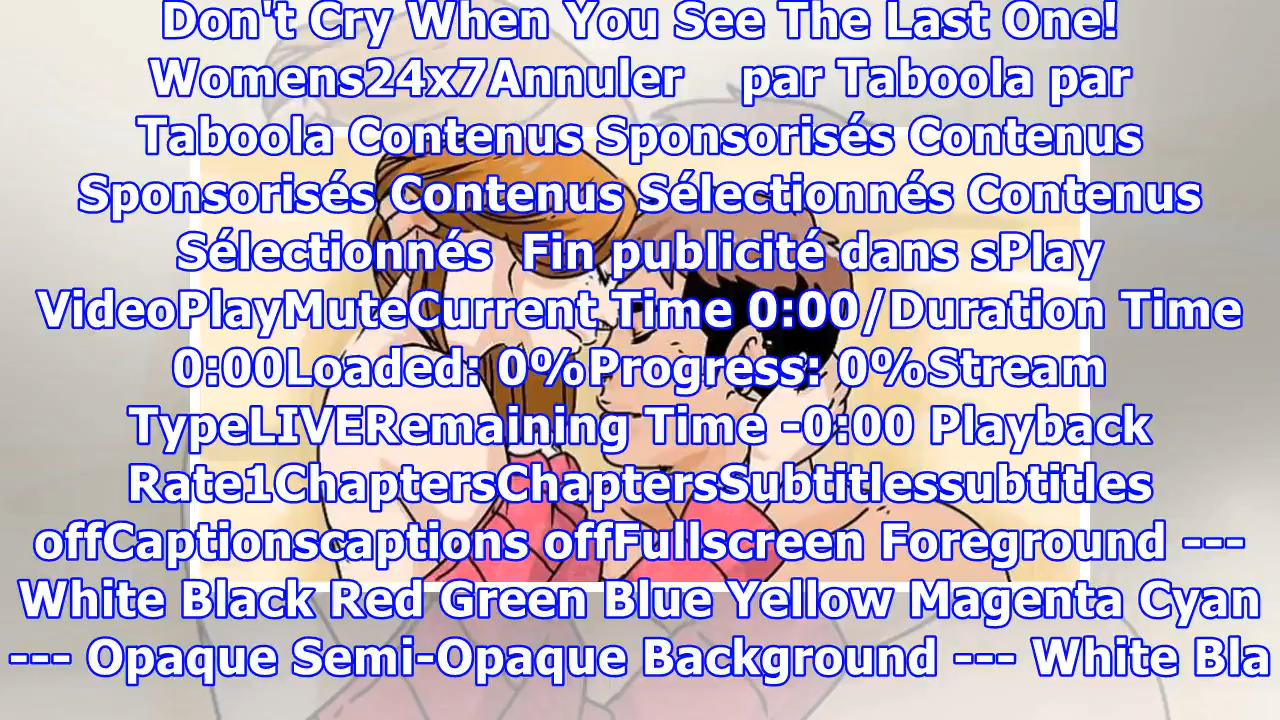 Don't Cry When You See The Last One!
Womens24x7Annuler par Taboola par
Taboola Contenus Sponsorisés Contenus
Sponsorisés Contenus Sélectionnés Contenus
Sélectionnés Fin publicité dans sPlay
VideoPlayMuteCurrent Time 0:00/Duration Time
0:00Loaded: 0%Progress: 0%Stream
TypeLIVERemaining Time -0:00 Playback
Rate1ChaptersChaptersSubtitlessubtitles
offCaptionscaptions offFullscreen Foreground ---
White Black Red Green Blue Yellow Magenta Cyan
--- Opaque Semi-Opaque Background --- White Bla